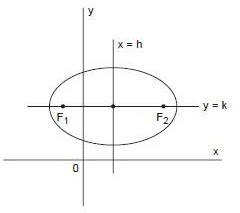 y
x = h
F₁ F₂ y = k
x
0